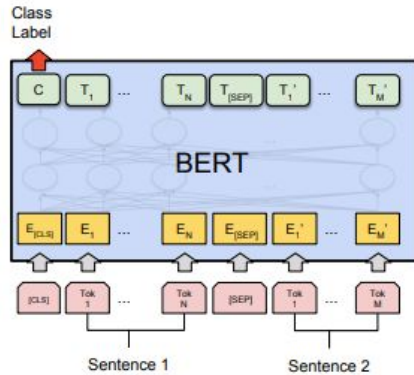 Class
Label
C T1 ... TN T[SEP] T1' ... TM'
BERT
E[CLS] E1 ... EN E[SEP] E1' ... EM'
[CLS] Tok 1 ... Tok N [SEP] Tok 1 ... Tok M
Sentence 1 Sentence 2